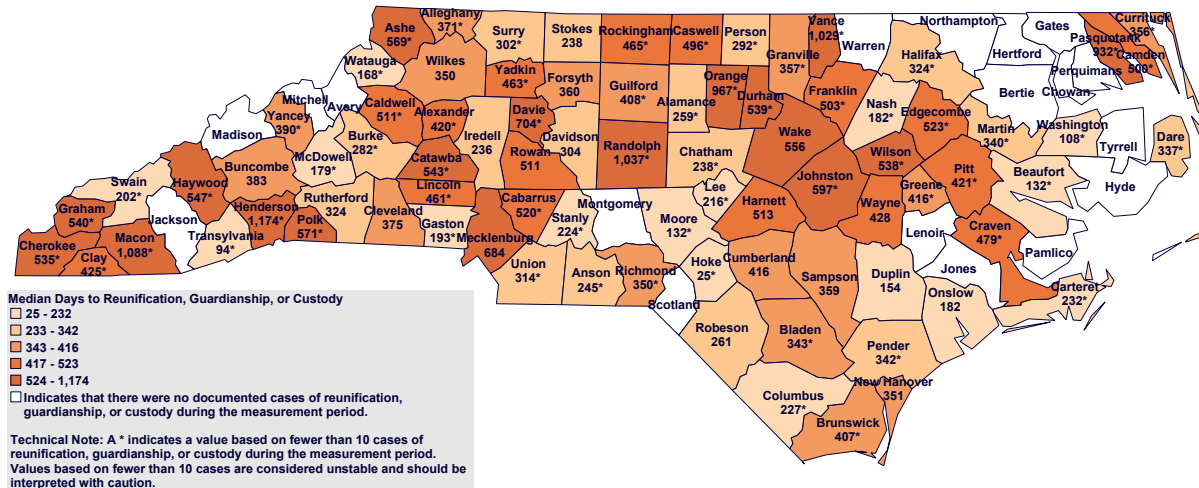 Alleghany
371*
Ashe
569*
Surry
302*
Stokes
238
Rockingham
465*
Caswell
496*
Person
292*
Granville
357*
Vance
1,029*
Warren
Northampton
Gates
Hertford
Halifax
324*
Bertie
Pasquotank
932*
Currituck
356*
Camden
500*
Perquimans
Chowan
Watauga
168*
Wilkes
350
Yadkin
463*
Forsyth
360
Guilford
408*
Alamance
259*
Orange
967*
Durham
539*
Franklin
503*
Nash
182*
Edgecombe
523*
Martin
340*
Washington
108*
Tyrrell
Dare
337*
Mitchell
Avery
Yancey
390*
Madison
Caldwell
511*
Alexander
420*
Iredell
236
Davie
704*
Davidson
304
Randolph
1,037*
Chatham
238*
Wake
556
Wilson
538*
Pitt
421*
Beaufort
132*
Hyde
Burke
282*
McDowell
179*
Buncombe
383
Catawba
543*
Rowan
511
Johnston
597*
Greene
416*
Swain
202*
Haywood
547*
Graham
540*
Jackson
Cherokee
535*
Clay
425*
Macon
1,088*
Transylvania
94*
Henderson
1,174*
Polk
571*
Rutherford
324
Cleveland
375
Lincoln
461*
Gaston
193*
Mecklenburg
684
Cabarrus
520*
Stanly
224*
Montgomery
Moore
132*
Lee
216*
Harnett
513
Wayne
428
Lenoir
Craven
479*
Pamlico
Jones
Union
314*
Anson
245*
Richmond
350*
Scotland
Hoke
25*
Cumberland
416
Sampson
359
Duplin
154
Onslow
182
Carteret
232*
Robeson
261
Bladen
343*
Pender
342*
New Hanover
351
Columbus
227*
Brunswick
407*
Median Days to Reunification, Guardianship, or Custody
25 - 232
233 - 342
343 - 416
417 - 523
524 - 1,174
Indicates that there were no documented cases of reunification,
guardianship, or custody during the measurement period.
Technical Note: A * indicates a value based on fewer than 10 cases of
reunification, guardianship, or custody during the measurement period.
Values based on fewer than 10 cases are considered unstable and should be
interpreted with caution.